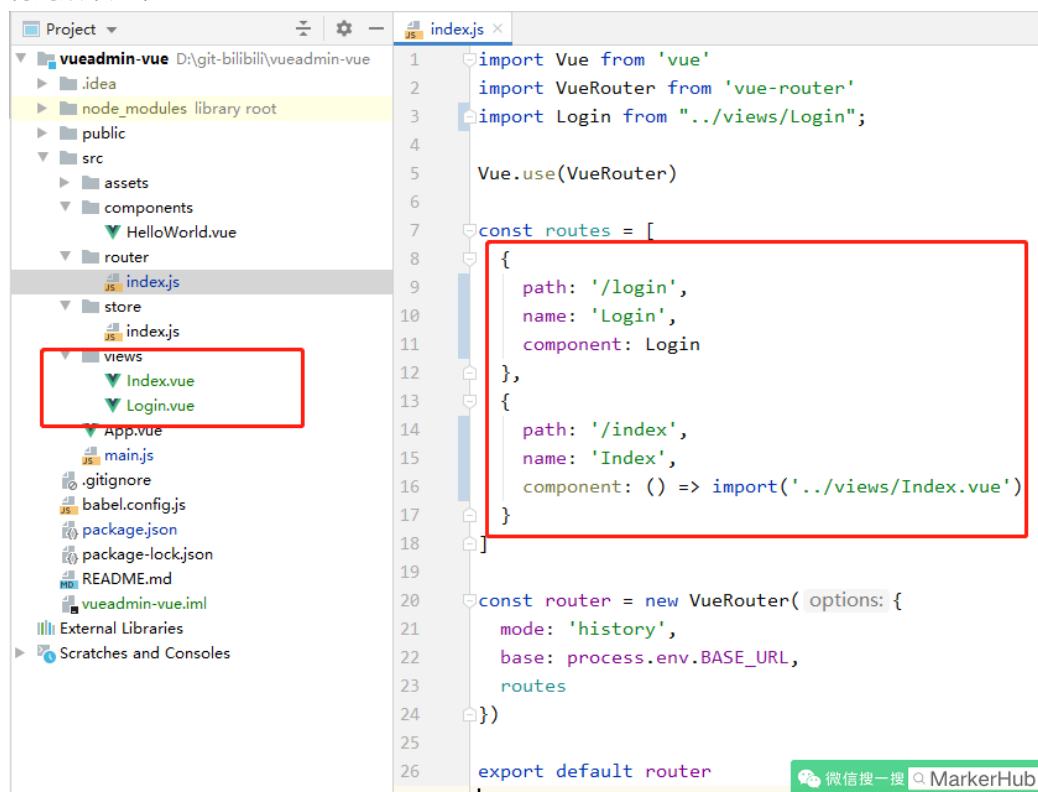 Project
vueadmin-vue D:\git-bilibili\vueadmin-vue
.idea
node_modules library root
public
src
assets
components
HelloWorld.vue
router
index.js
store
index.js
views
Index.vue
Login.vue
App.vue
main.js
.gitignore
babel.config.js
package.json
package-lock.json
README.md
vueadmin-vue.iml
External Libraries
Scratches and Consoles
index.js
1 import Vue from 'vue'
2 import VueRouter from 'vue-router'
3 import Login from "../views/Login";
4
5 Vue.use(VueRouter)
6
7 const routes = [
8 {
9 path: '/login',
10 name: 'Login',
11 component: Login
12 },
13 {
14 path: '/index',
15 name: 'Index',
16 component: () => import('../views/Index.vue')
17 }
18 ]
19
20 const router = new VueRouter( options: {
21 mode: 'history',
22 base: process.env.BASE_URL,
23 routes
24 })
25
26 export default router
微信搜一搜 MarkerHub